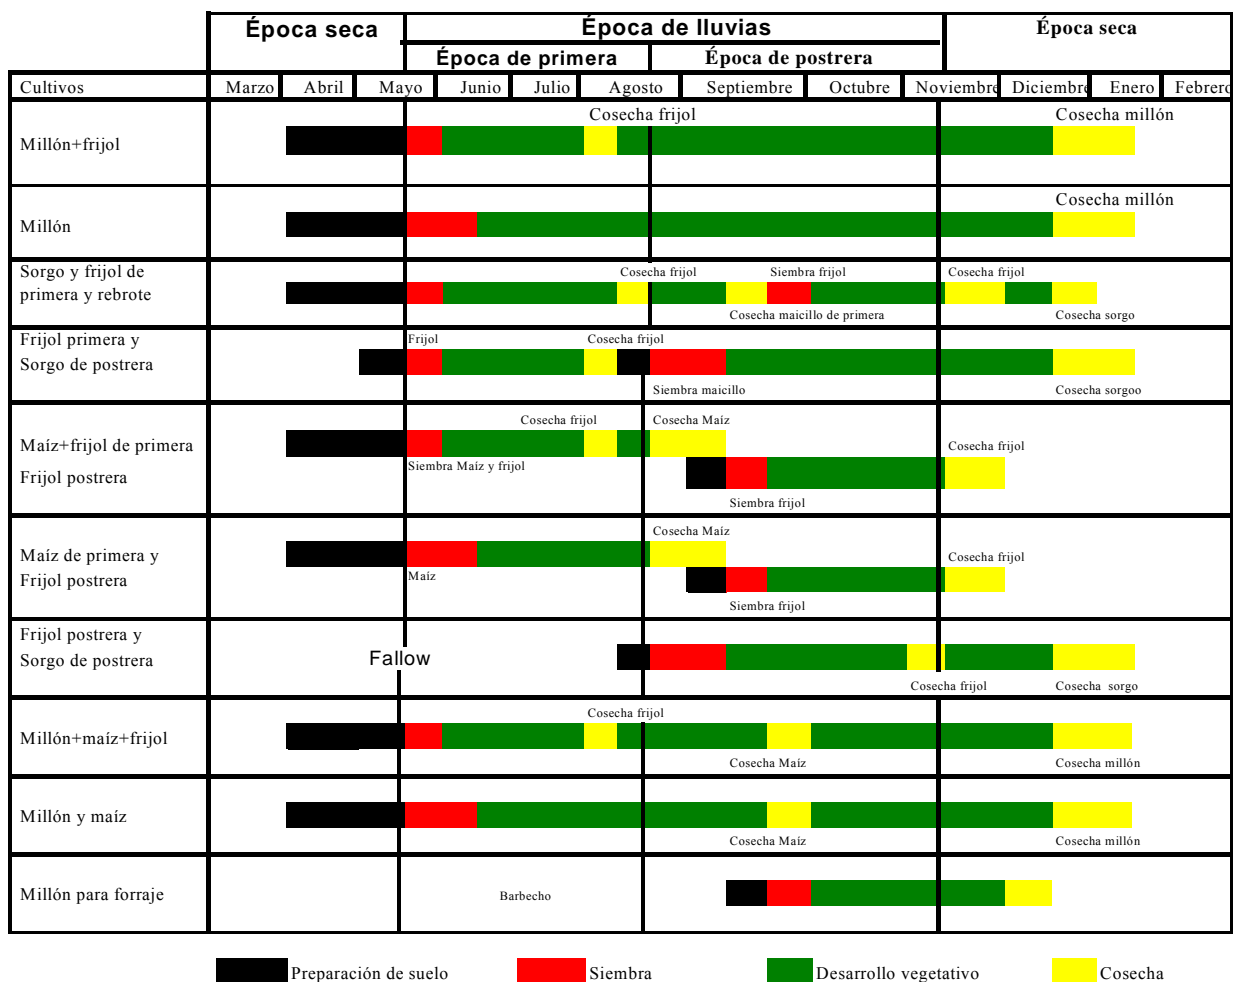 Época seca
Época de lluvias
Época seca
Época de primera
Época de postrera
Cultivos
Marzo
Abril
Mayo
Junio
Julio
Agosto
Septiembre
Octubre
Noviembre
Diciembre
Enero
Febrero
Cosecha frijol
Cosecha millón
Millón+frijol
Cosecha millón
Millón
Sorgo y frijol de
primera y rebrote
Cosecha frijol
Siembra frijol
Cosecha frijol
Cosecha maicillo de primera
Cosecha sorgo
Frijol primera y
Sorgo de postrera
Frijol
Cosecha frijol
Siembra maicillo
Cosecha sorgoo
Cosecha frijol
Cosecha Maíz
Maíz+frijol de primera
Cosecha frijol
Siembra Maíz y frijol
Frijol postrera
Siembra frijol
Cosecha Maíz
Maíz de primera y
Cosecha frijol
Frijol postrera
Maíz
Siembra frijol
Frijol postrera y
Sorgo de postrera
Fallow
Cosecha frijol
Cosecha sorgo
Cosecha frijol
Millón+maíz+frijol
Cosecha Maíz
Cosecha millón
Millón y maíz
Cosecha Maíz
Cosecha millón
Millón para forraje
Barbecho
Preparación de suelo
Siembra
Desarrollo vegetativo
Cosecha